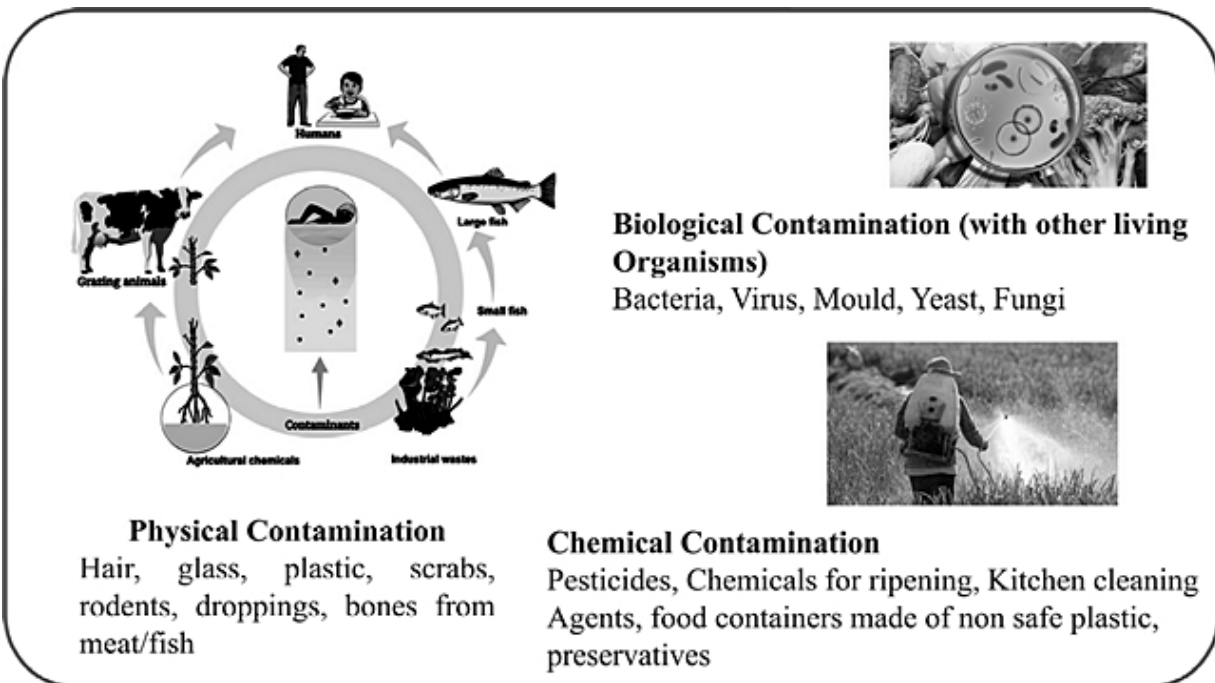 Humans
Large fish
Grazing animals
Small fish
Contaminants
Agricultural chemicals
Industrial wastes
Physical Contamination
Hair, glass, plastic, scrabs,
rodents, droppings, bones from
meat/fish
Biological Contamination (with other living
Organisms)
Bacteria, Virus, Mould, Yeast, Fungi
Chemical Contamination
Pesticides, Chemicals for ripening, Kitchen cleaning
Agents, food containers made of non safe plastic,
preservatives